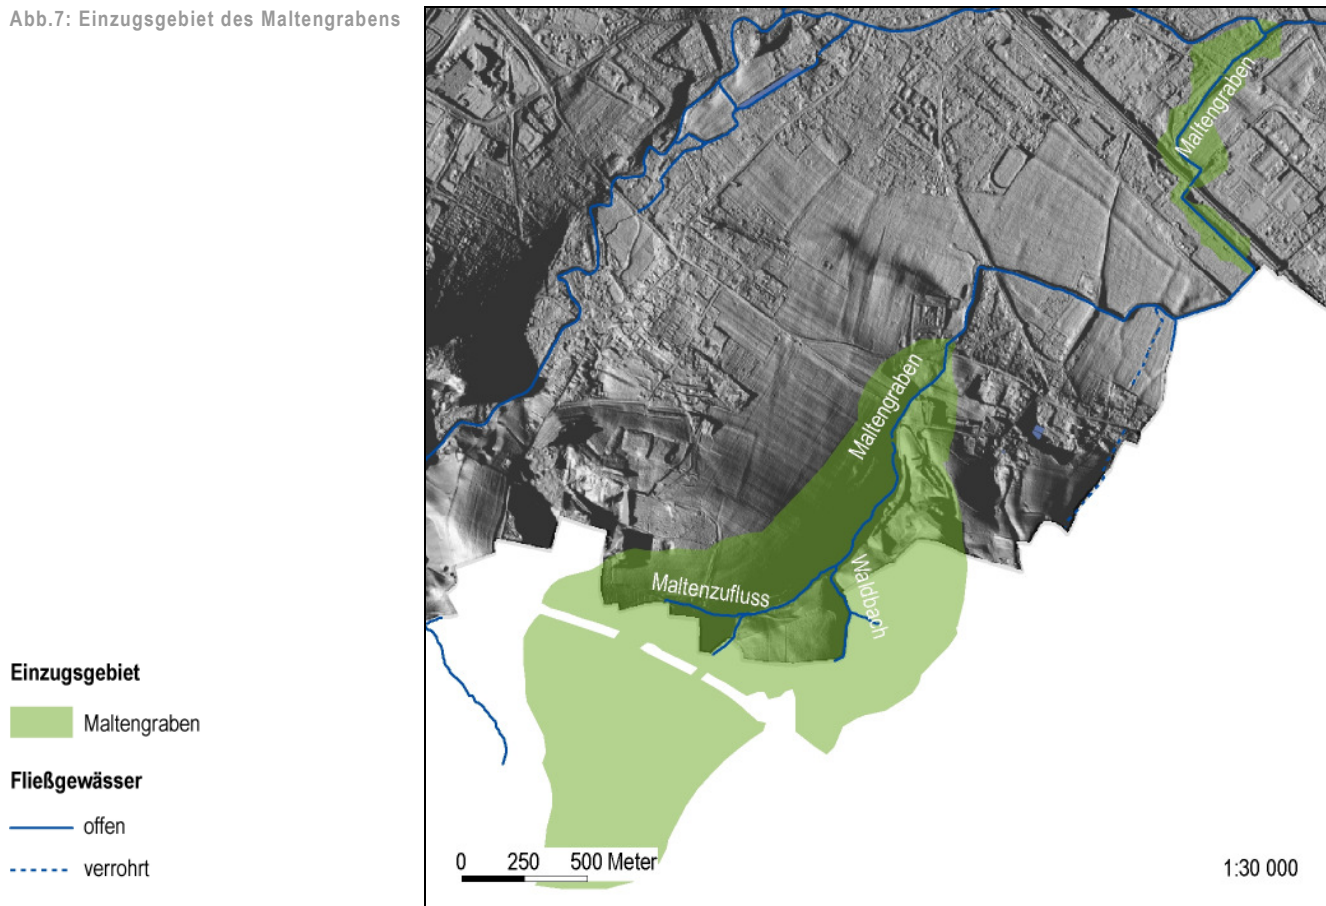 Abb.7: Einzugsgebiet des Maltengrabens
Maltengraben
Maltengraben
Maltenzufluss
Waldbach
Einzugsgebiet
Maltengraben
Fließgewässer
offen
verrohrt
0 250 500 Meter
1:30 000